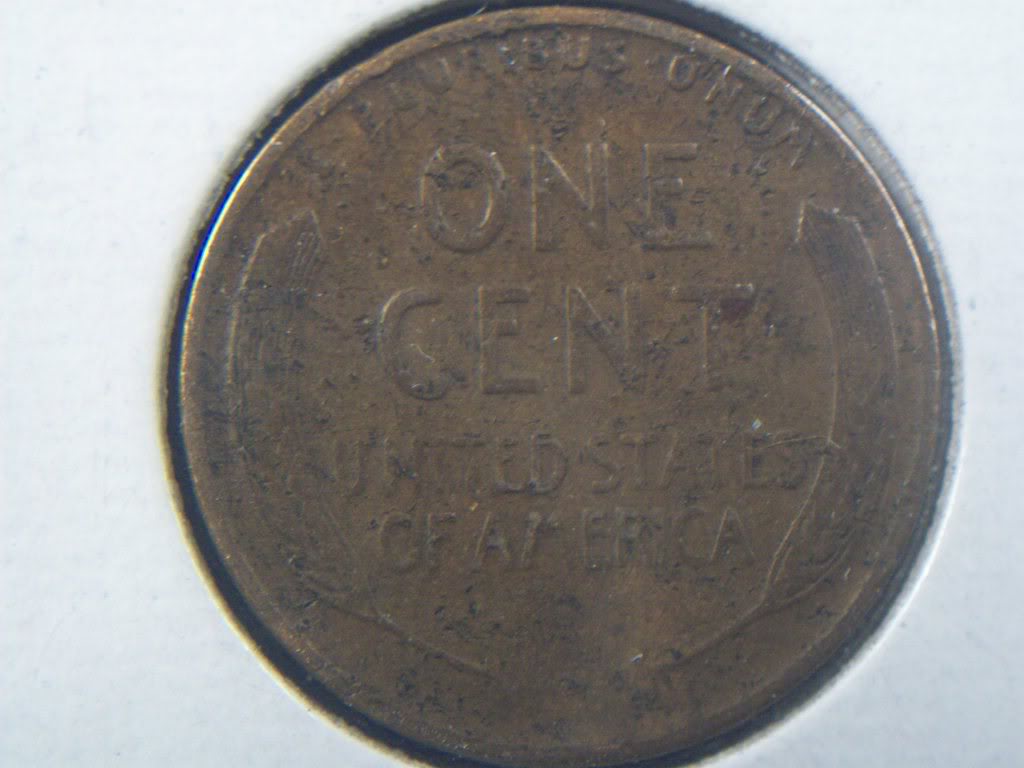 E PLURIBUS · UNUM
ONE
CENT
UNITED STATES
OF AMERICA